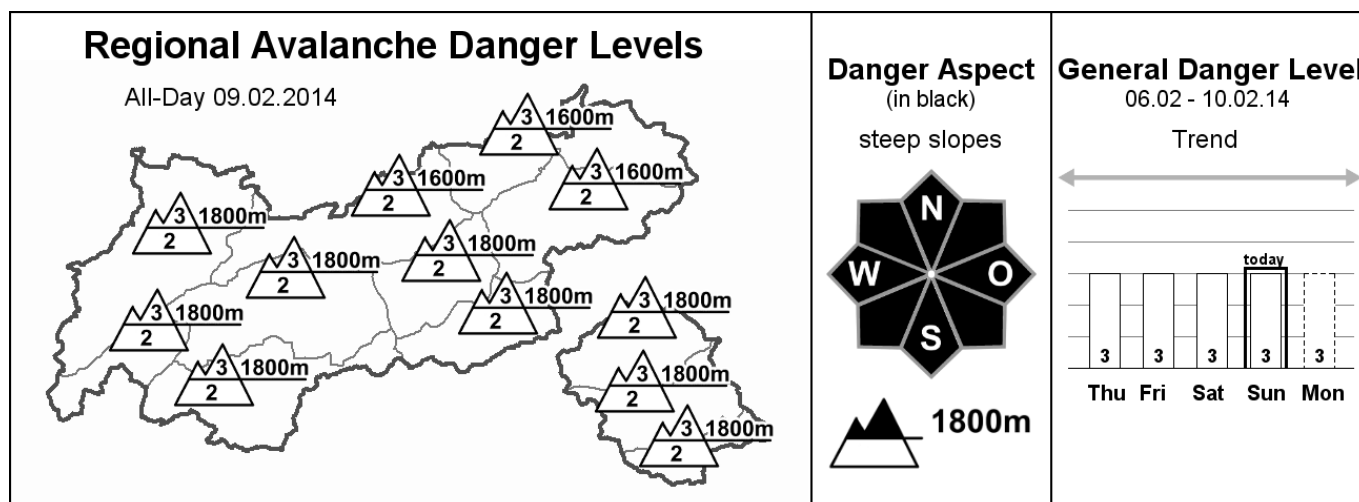 Regional Avalanche Danger Levels
All-Day 09.02.2014
3 1600m
2
3 1600m
2
3 1600m
2
3 1800m
2
3 1800m
2
3 1800m
2
3 1800m
2
3 1800m
2
3 1800m
2
3 1800m
2
3 1800m
2
3 1800m
2
3 1800m
2
Danger Aspect
(in black)
steep slopes
N
W O
S
1800m
General Danger Level
06.02 - 10.02.14
Trend
today
3 3 3 3 3
Thu Fri Sat Sun Mon